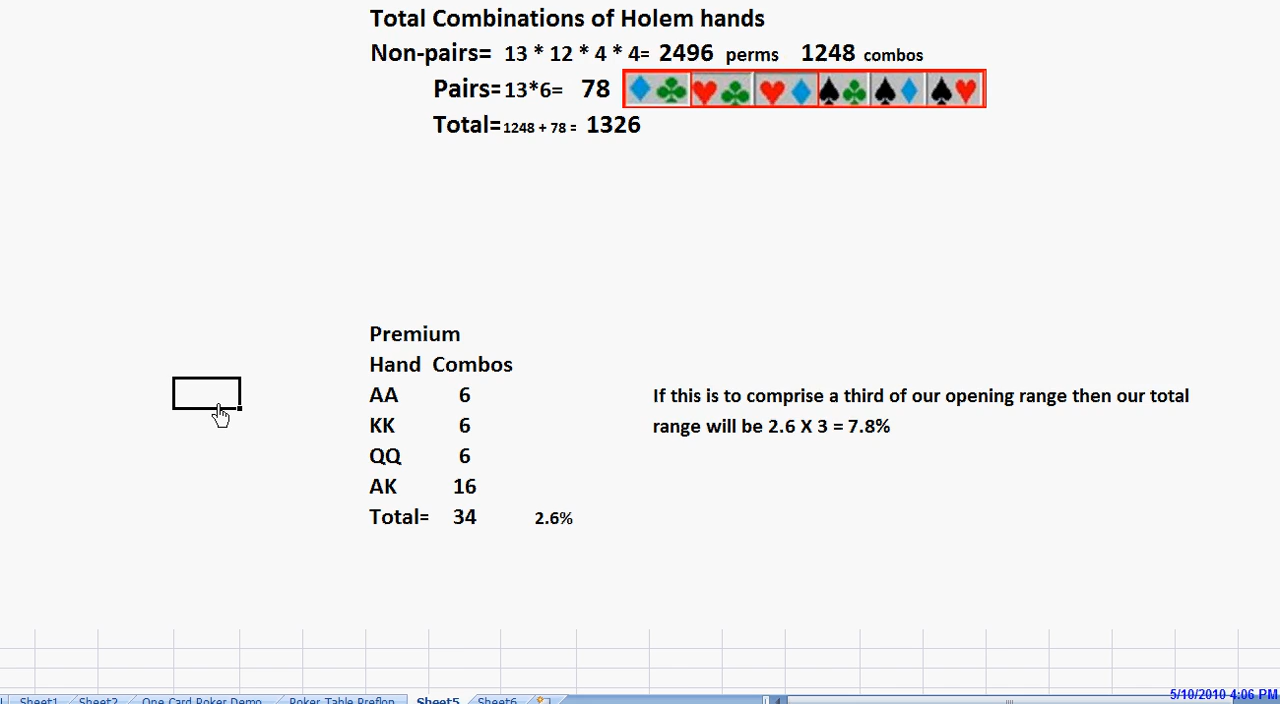 Total Combinations of Holem hands
Non-pairs= 13 * 12 * 4 * 4= 2496 perms 1248 combos
Pairs=13*6= 78
Total=1248 + 78 = 1326
Premium
Hand Combos
AA 6
KK 6
QQ 6
AK 16
Total= 34 2.6%
If this is to comprise a third of our opening range then our total
range will be 2.6 X 3 = 7.8%
Sheet1 Sheet2 One Card Poker Demo Poker Table Preflop Sheet5 Sheet6
5/10/2010 4:06 PM